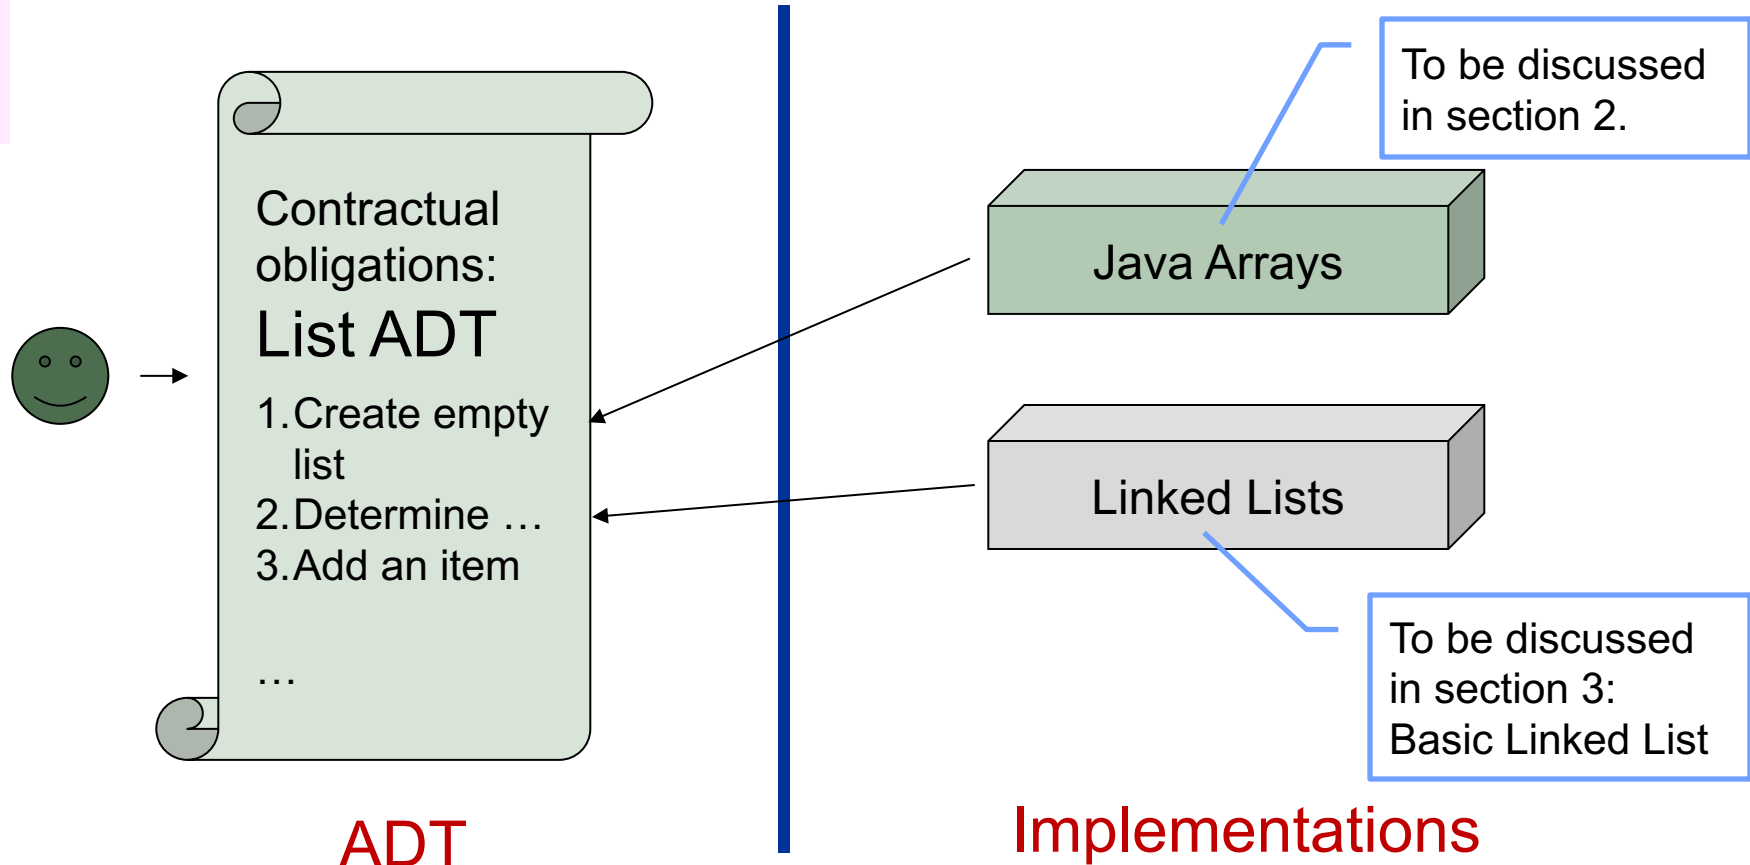 Contractual
obligations:
List ADT
1.Create empty
list
2.Determine …
3.Add an item
…
ADT
To be discussed
in section 2.
Java Arrays
Linked Lists
To be discussed
in section 3:
Basic Linked List
Implementations